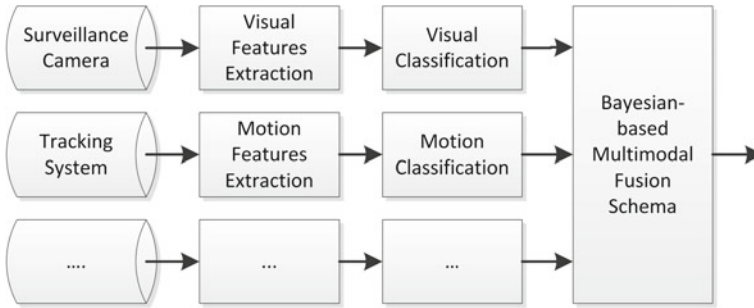 Surveillance
Camera
Visual
Features
Extraction
Visual
Classification
Tracking
System
Motion
Features
Extraction
Motion
Classification
Bayesian-
based
Multimodal
Fusion
Schema
....
...
...